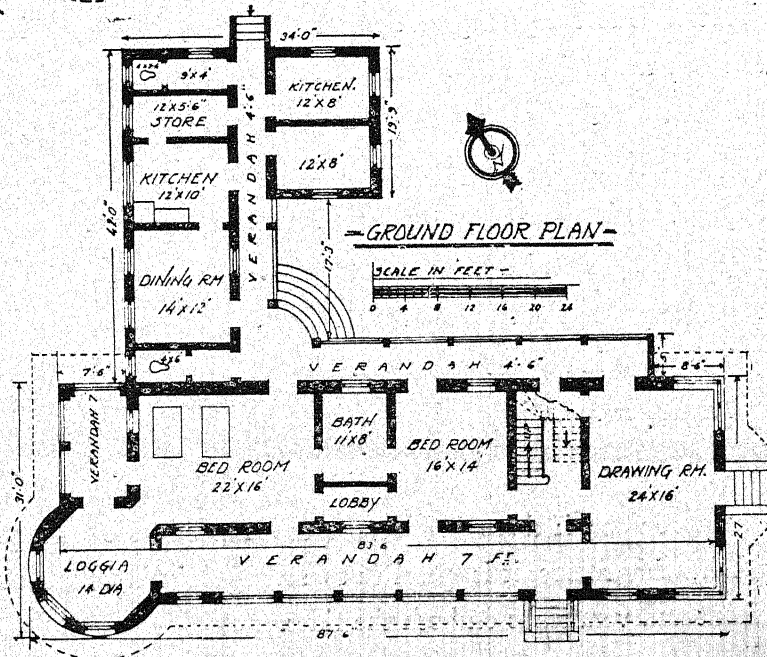 34'·0"
9'X4'
12'X5'·6"
STORE
KITCHEN.
12'X8'
VERANDAH 4'·6"
19'·9"
12'X8'
KITCHEN
12'X10'
GROUND FLOOR PLAN
17'·3"
SCALE IN FEET
0 4 8 12 16 20 24
DINING RM
14'X12'
4X6
VERANDAH 4'·6"
7'·6"
8'·6"
VERANDAH 7'
BATH
11'X8'
BED ROOM
22'X16'
BED ROOM
16'X14'
LOBBY
DRAWING RM.
24'X16'
31'·0"
27
83'·6
LOGGIA
14 DIA
VERANDAH 7 FT.
87'·6